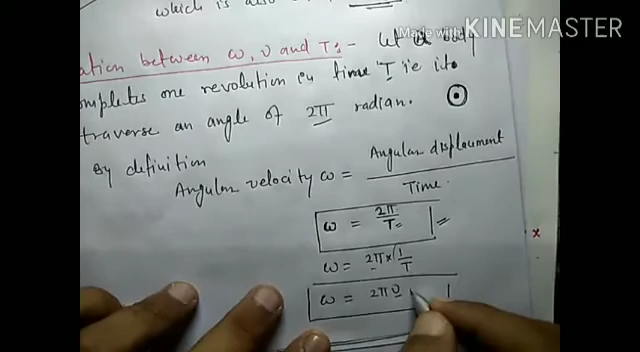 which is also
Made with KINEMASTER
ation between ω, υ and T:- Let a body
ompletes one revolution in time "T" ie it
traverse an angle of 2π radian.
By definition
Angular velocity ω = Angular displacement
Time.
ω = 2π
T
ω = 2π × 1
T
ω = 2πυ
x